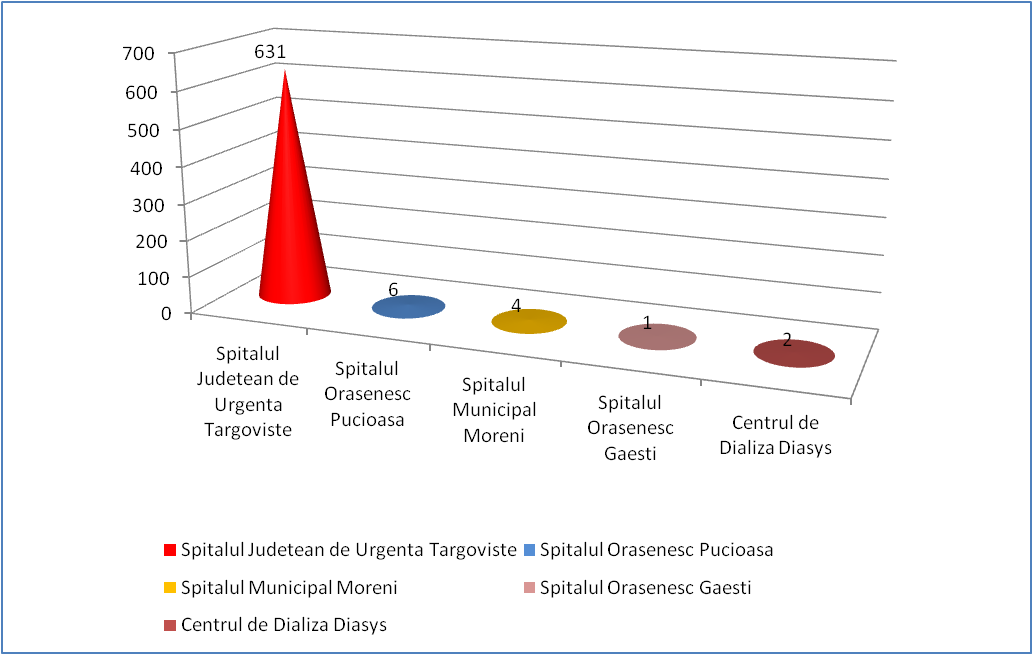 700
600
500
400
300
200
100
0
631
6
4
1
2
Spitalul
Judetean de
Urgenta
Targoviste
Spitalul
Orasenesc
Pucioasa
Spitalul
Municipal
Moreni
Spitalul
Orasenesc
Gaesti
Centrul de
Dializa Diasys
Spitalul Judetean de Urgenta Targoviste
Spitalul Orasenesc Pucioasa
Spitalul Municipal Moreni
Spitalul Orasenesc Gaesti
Centrul de Dializa Diasys